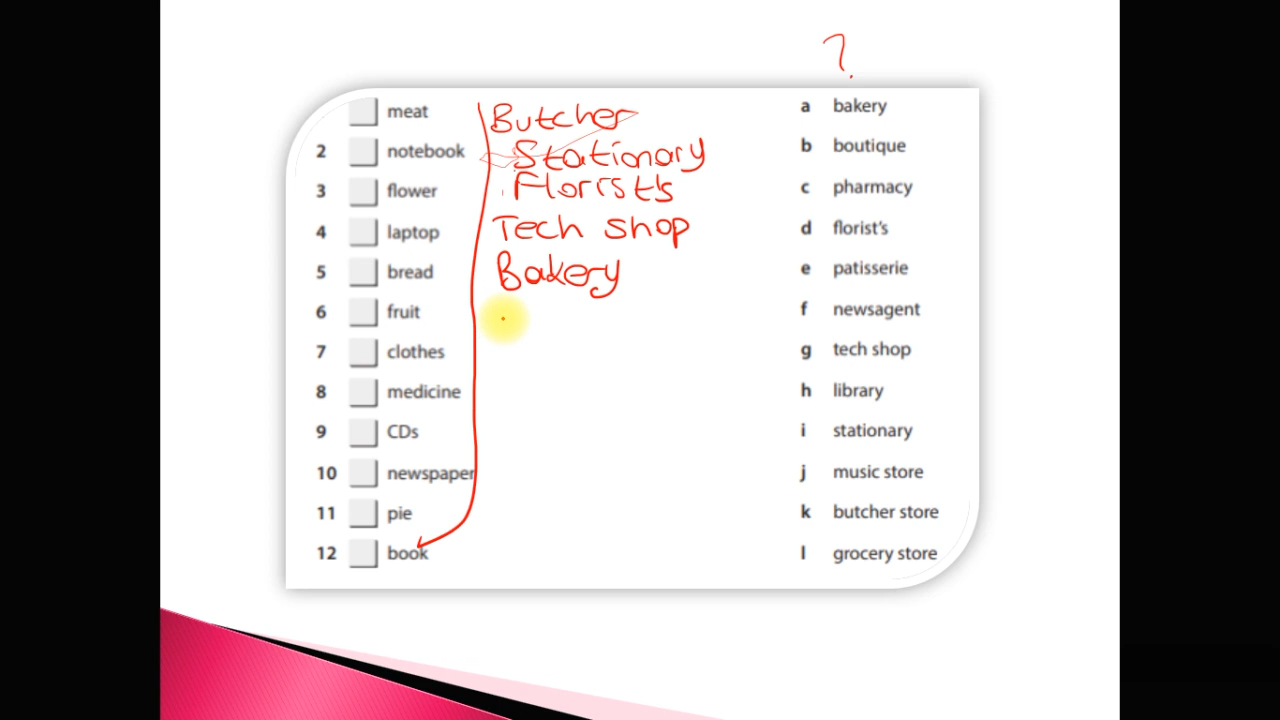 ?
meat Butcher a bakery
2 notebook Stationary b boutique
3 flower Florist's c pharmacy
4 laptop Tech shop d florist's
5 bread Bakery e patisserie
6 fruit f newsagent
7 clothes g tech shop
8 medicine h library
9 CDs i stationary
10 newspaper j music store
11 pie k butcher store
12 book l grocery store